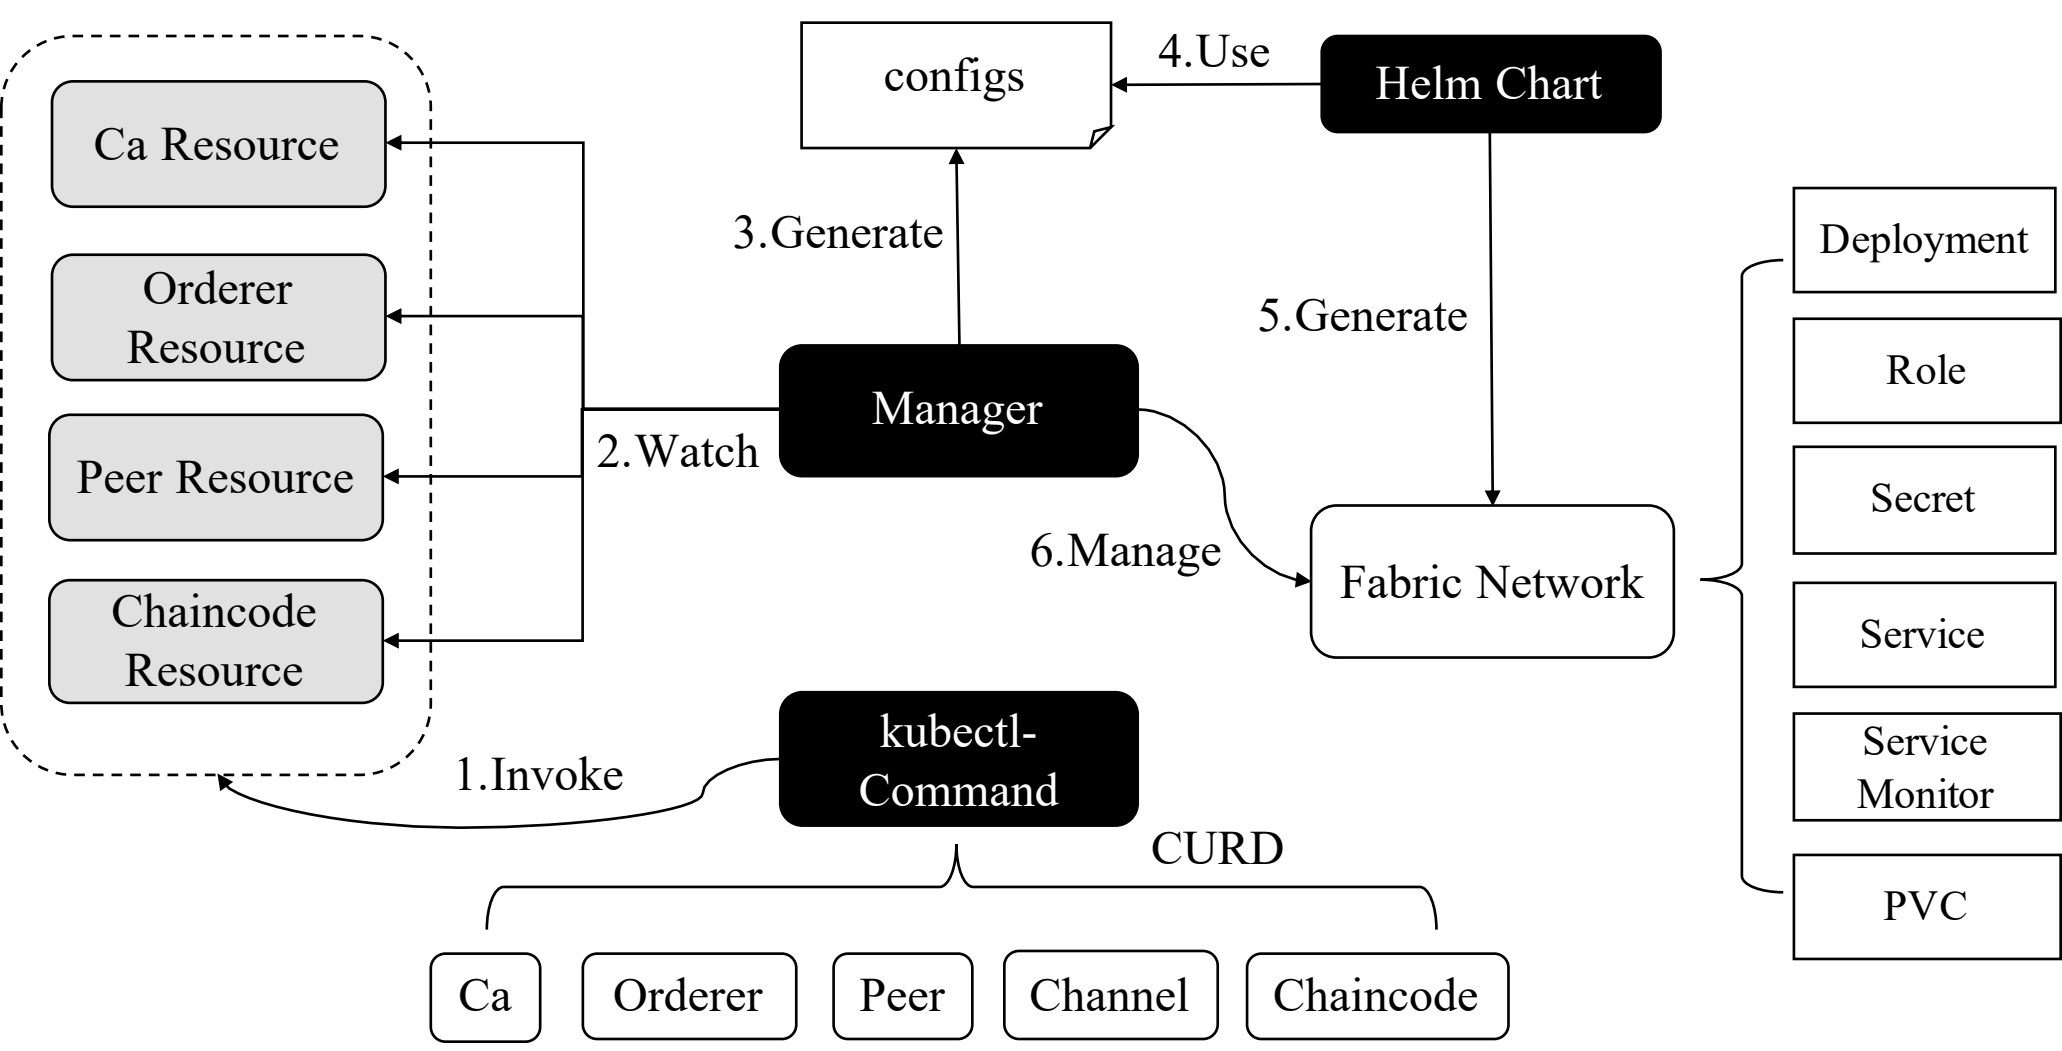 configs
4.Use
Helm Chart
Ca Resource
3.Generate
Deployment
Orderer
Resource
5.Generate
Role
Manager
2.Watch
Peer Resource
Secret
6.Manage
Fabric Network
Chaincode
Resource
Service
kubectl-
Command
1.Invoke
Service
Monitor
CURD
PVC
Ca
Orderer
Peer
Channel
Chaincode